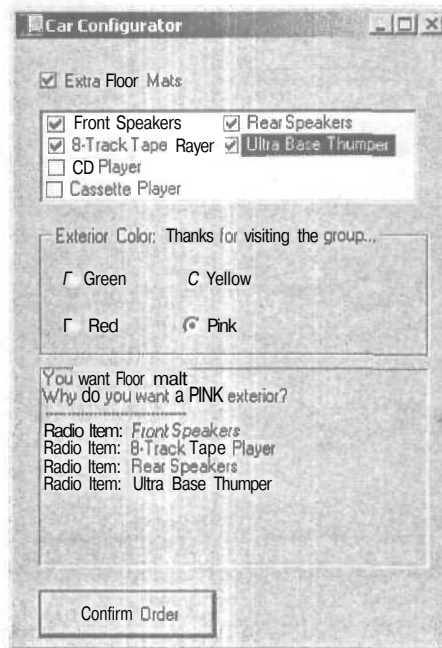 Car Configurator
Extra Floor Mats
Front Speakers Rear Speakers
8-Track Tape Rayer Ultra Base Thumper
CD Player
Cassette Player
Exterior Color: Thanks for visiting the group...
Green Yellow
Red Pink
You want Floor malt
Why do you want a PINK exterior?
--------------------------------
Radio Item: Front Speakers
Radio Item: 8-Track Tape Player
Radio Item: Rear Speakers
Radio Item: Ultra Base Thumper
Confirm Order